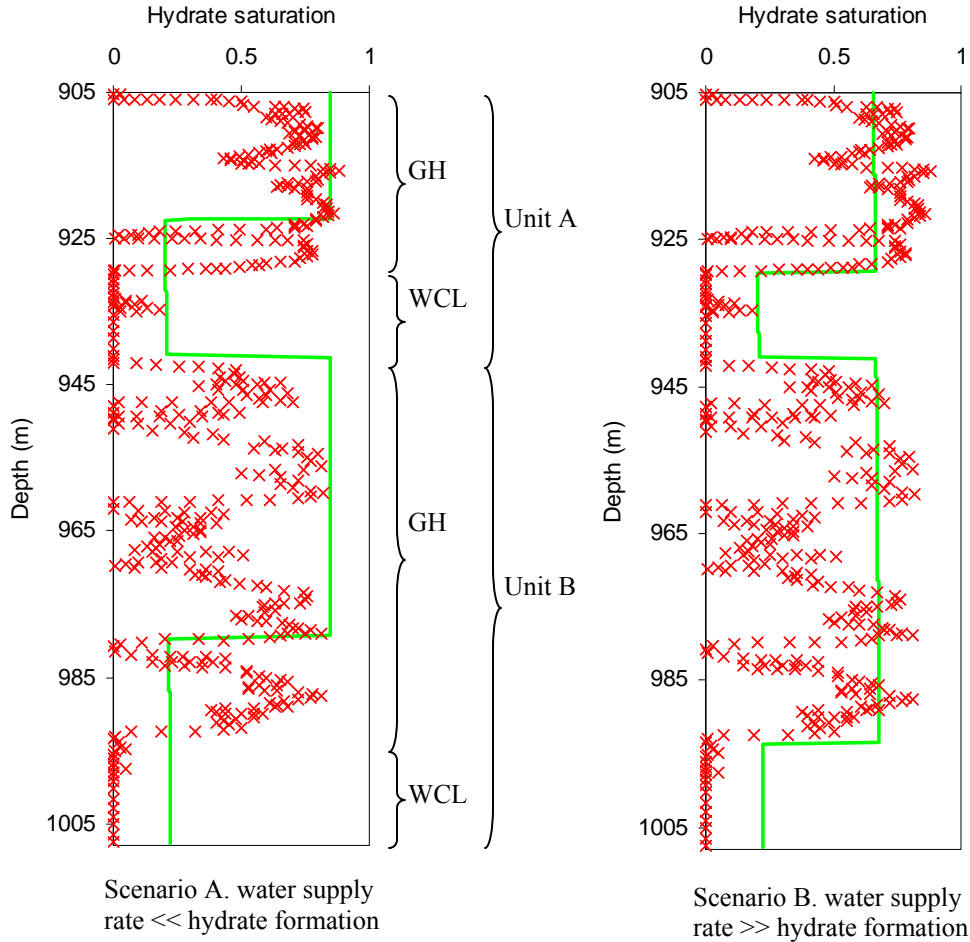 Hydrate saturation
0 0.5 1
905
925
945
965
985
1005
Depth (m)
GH
WCL
GH
WCL
Unit A
Unit B
Scenario A. water supply
rate << hydrate formation
Hydrate saturation
0 0.5 1
905
925
945
965
985
1005
Depth (m)
Scenario B. water supply
rate >> hydrate formation